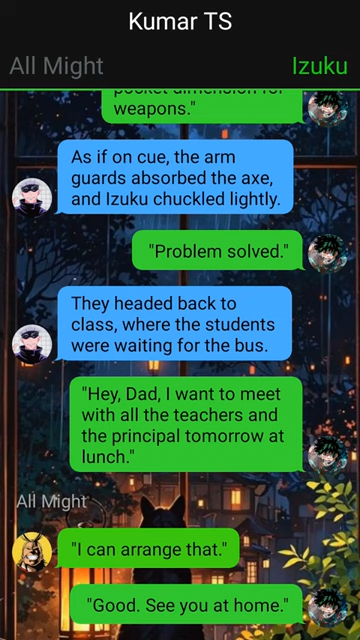 Kumar TS
All Might
Izuku
pocket dimension for
weapons."
As if on cue, the arm
guards absorbed the axe,
and Izuku chuckled lightly.
"Problem solved."
They headed back to
class, where the students
were waiting for the bus.
"Hey, Dad, I want to meet
with all the teachers and
the principal tomorrow at
lunch."
All Might
"I can arrange that."
"Good. See you at home."